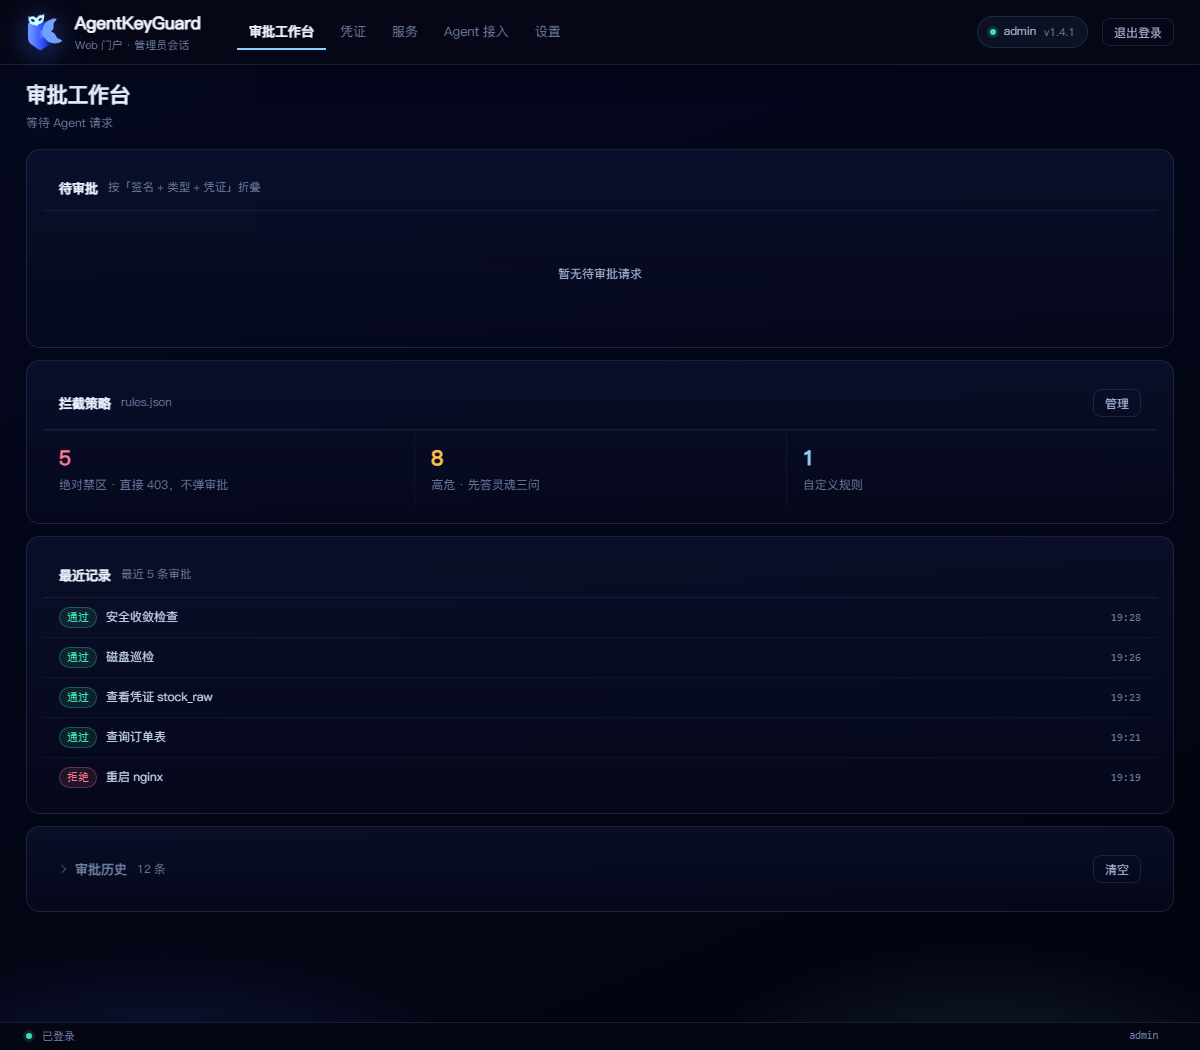 AgentKeyGuard
Web 门户 · 管理员会话
审批工作台 凭证 服务 Agent 接入 设置
admin v1.4.1
退出登录
审批工作台
等待 Agent 请求
待审批 按「签名 + 类型 + 凭证」折叠
暂无待审批请求
拦截策略 rules.json
管理
5
绝对禁区 · 直接 403，不弹审批
8
高危 · 先答灵魂三问
1
自定义规则
最近记录 最近 5 条审批
通过 安全收敛检查 19:28
通过 磁盘巡检 19:26
通过 查看凭证 stock_raw 19:23
通过 查询订单表 19:21
拒绝 重启 nginx 19:19
审批历史 12 条
清空
已登录
admin